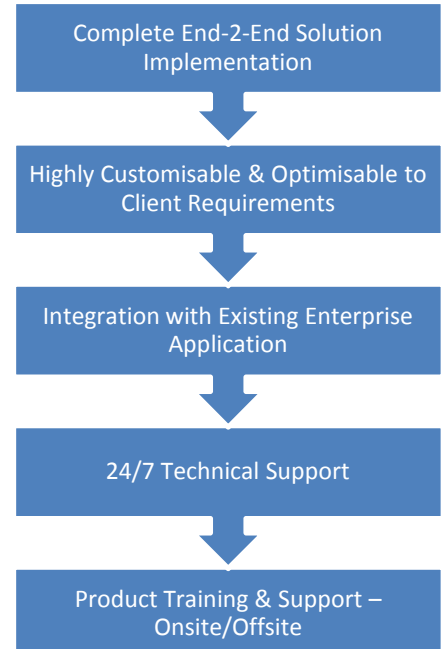 Complete End-2-End Solution
Implementation
Highly Customisable & Optimisable to
Client Requirements
Integration with Existing Enterprise
Application
24/7 Technical Support
Product Training & Support –
Onsite/Offsite